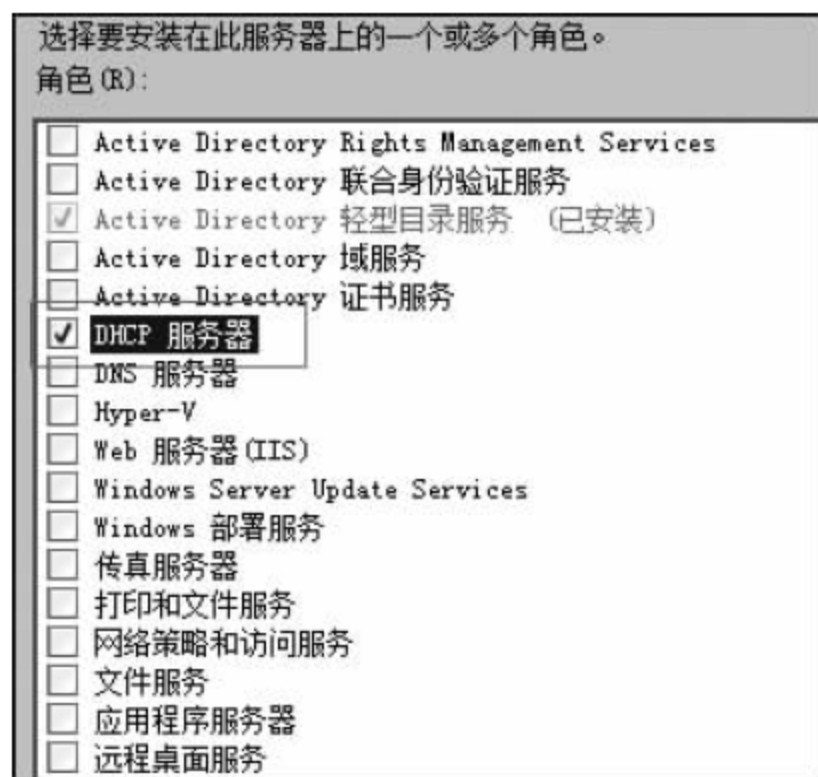 选择要安装在此服务器上的一个或多个角色。
角色(R):
Active Directory Rights Management Services
Active Directory 联合身份验证服务
Active Directory 轻型目录服务 (已安装)
Active Directory 域服务
Active Directory 证书服务
DHCP 服务器
DNS 服务器
Hyper-V
Web 服务器(IIS)
Windows Server Update Services
Windows 部署服务
传真服务器
打印和文件服务
网络策略和访问服务
文件服务
应用程序服务器
远程桌面服务